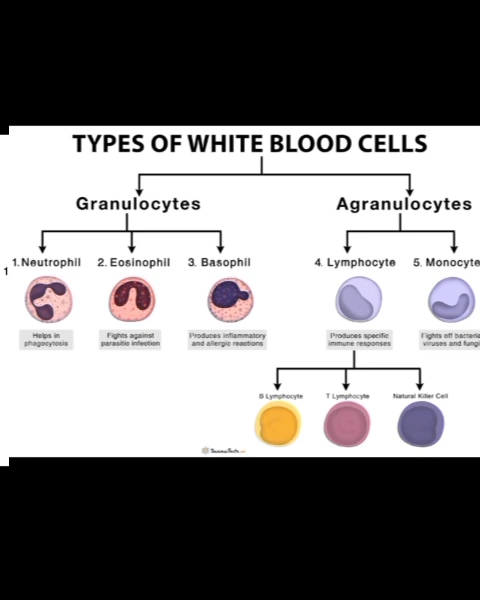 TYPES OF WHITE BLOOD CELLS
Granulocytes
Agranulocytes
1
1. Neutrophil
2. Eosinophil
3. Basophil
4. Lymphocyte
5. Monocyte
Helps in
phagocytosis
Fights against
parasitic infection
Produces inflammatory
and allergic reactions
Produces specific
immune responses
Fights off bacteria
viruses and fungi
B Lymphocyte
T Lymphocyte
Natural Killer Cell